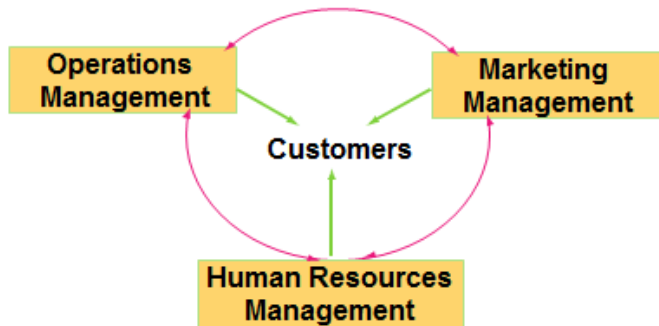 Operations
Management
Marketing
Management
Customers
Human Resources
Management